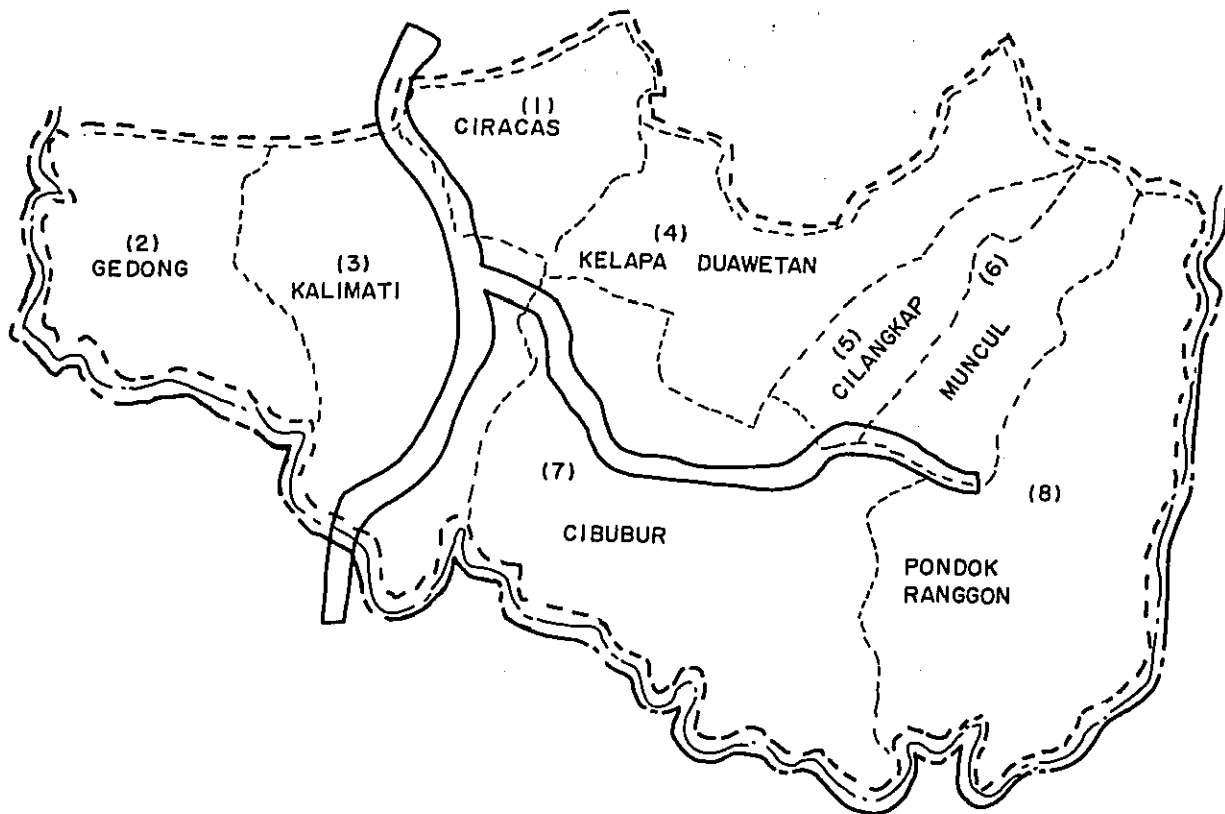 (1)
CIRACAS
(2)
GEDONG
(3)
KALIMATI
(4)
KELAPA DUAWETAN
(5)
CILANGKAP
(6)
MUNCUL
(7)
CIBUBUR
(8)
PONDOK
RANGGON